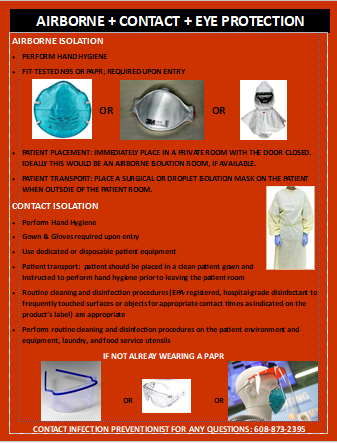 AIRBORNE + CONTACT + EYE PROTECTION
AIRBORNE ISOLATION
• PERFORM HAND HYGIENE
• FIT-TESTED N95 OR PAPR; REQUIRED UPON ENTRY
OR OR
3M
• PATIENT PLACEMENT: IMMEDIATELY PLACE IN A PRIVATE ROOM WITH THE DOOR CLOSED.
IDEALLY THIS WOULD BE AN AIRBORNE ISOLATION ROOM, IF AVAILABLE.
• PATIENT TRANSPORT: PLACE A SURGICAL OR DROPLET ISOLATION MASK ON THE PATIENT
WHEN OUTSDIE OF THE PATIENT ROOM.
CONTACT ISOLATION
• Perform Hand Hygiene
• Gown & Gloves required upon entry
• Use dedicated or disposable patient equipment
• Patient transport: patient should be placed in a clean patient gown and
instructed to perform hand hygiene prior to leaving the patient room
• Routine cleaning and disinfection procedures (EPA-registered, hospital-grade disinfectant to
frequently touched surfaces or objects for appropriate contact times as indicated on the
product's label) are appropriate
• Perform routine cleaning and disinfection procedures on the patient environment and
equipment, laundry, and food service utensils
IF NOT ALREAY WEARING A PAPR
OR OR
CONTACT INFECTION PREVENTIONIST FOR ANY QUESTIONS: 608-873-2395